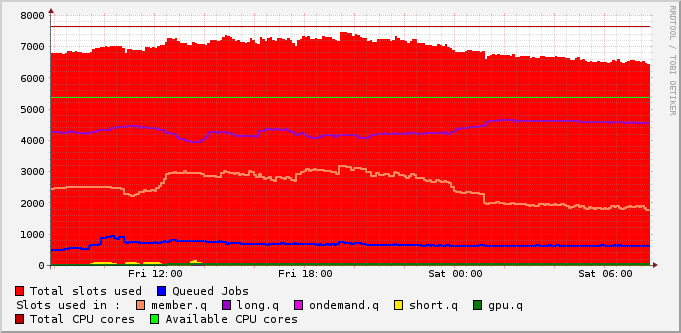 RRDTOOL / TOBI OETIKER
8000
7000
6000
5000
4000
3000
2000
1000
0
Fri 12:00 Fri 18:00 Sat 00:00 Sat 06:00
Total slots used Queued Jobs
Slots used in : member.q long.q ondemand.q short.q gpu.q
Total CPU cores Available CPU cores